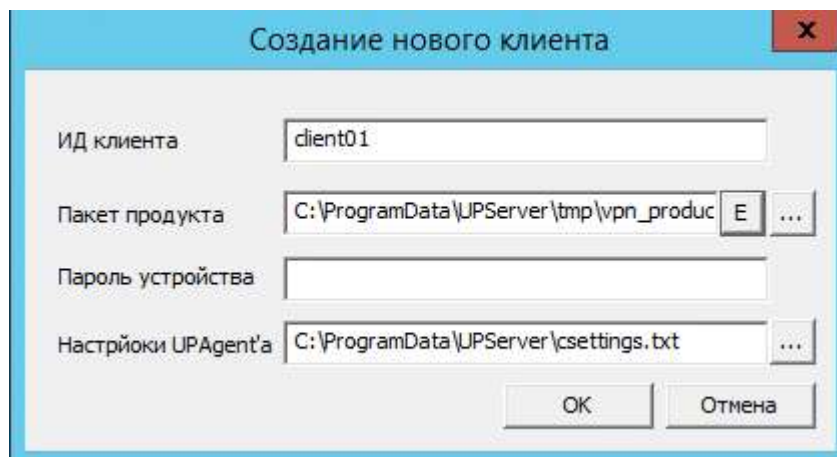 Создание нового клиента
x
ИД клиента
client01
Пакет продукта
C:\ProgramData\UPServer\tmp\vpn_produc
E
...
Пароль устройства
Настрйоки UPAgent'a
C:\ProgramData\UPServer\csettings.txt
...
OK
Отмена